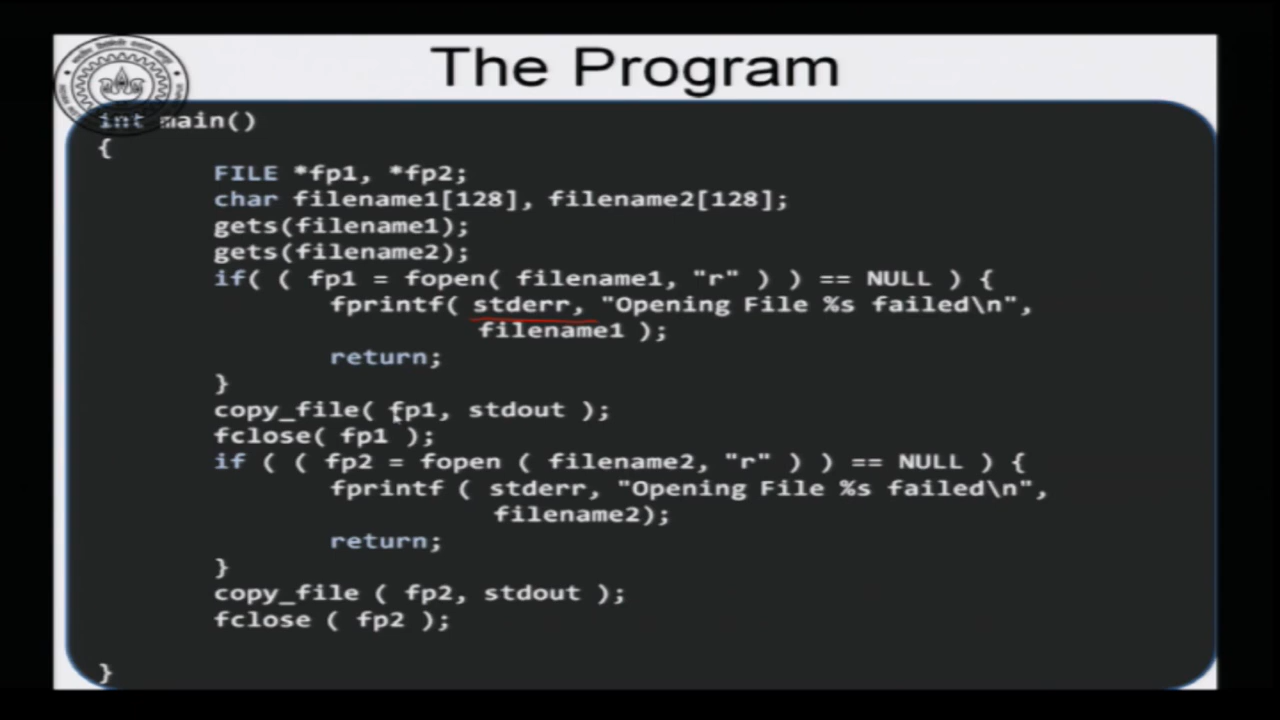 The Program
int main()
{
FILE *fp1, *fp2;
char filename1[128], filename2[128];
gets(filename1);
gets(filename2);
if( ( fp1 = fopen( filename1, "r" ) ) == NULL ) {
fprintf( stderr, "Opening File %s failed\n",
filename1 );
return;
}
copy_file( fp1, stdout );
fclose( fp1 );
if ( ( fp2 = fopen ( filename2, "r" ) ) == NULL ) {
fprintf ( stderr, "Opening File %s failed\n",
filename2);
return;
}
copy_file ( fp2, stdout );
fclose ( fp2 );
}